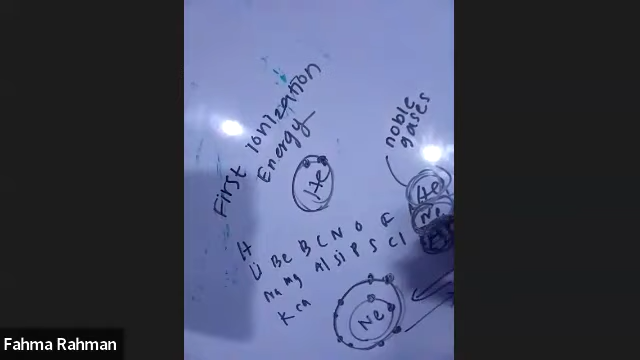 First Ionization
Energy
noble
gases
He
He
Ne
H
Li Be B C N O F
Na Mg Al Si P S Cl
K Ca
Ne
Fahma Rahman